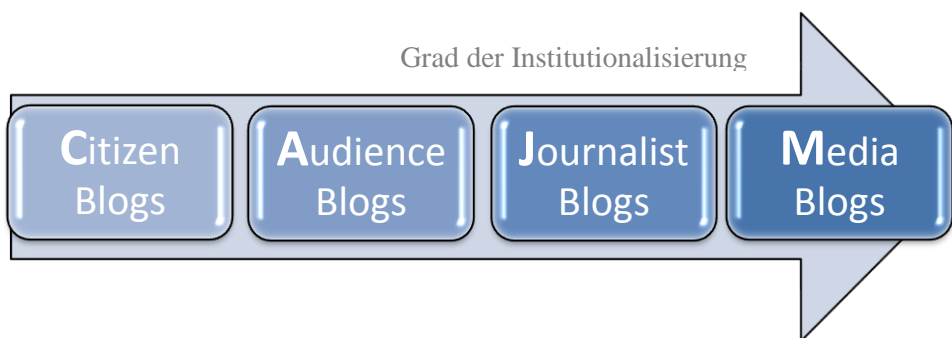 Grad der Institutionalisierung
Citizen
Blogs
Audience
Blogs
Journalist
Blogs
Media
Blogs